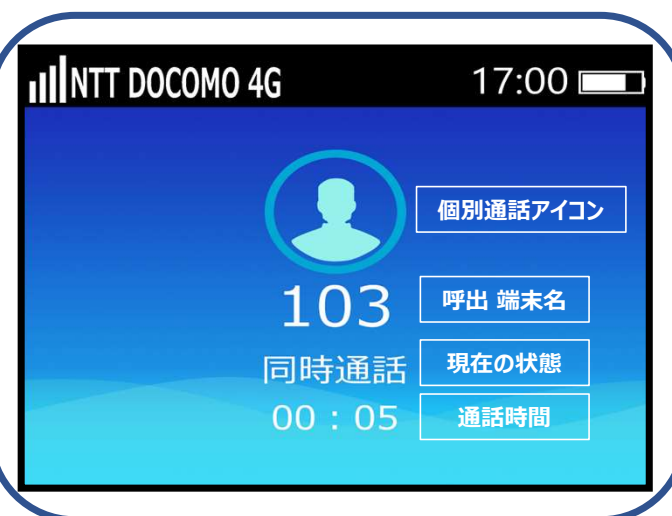 NTT DOCOMO 4G 17:00
個別通話アイコン
103 呼出 端末名
同時通話 現在の状態
00：05 通話時間